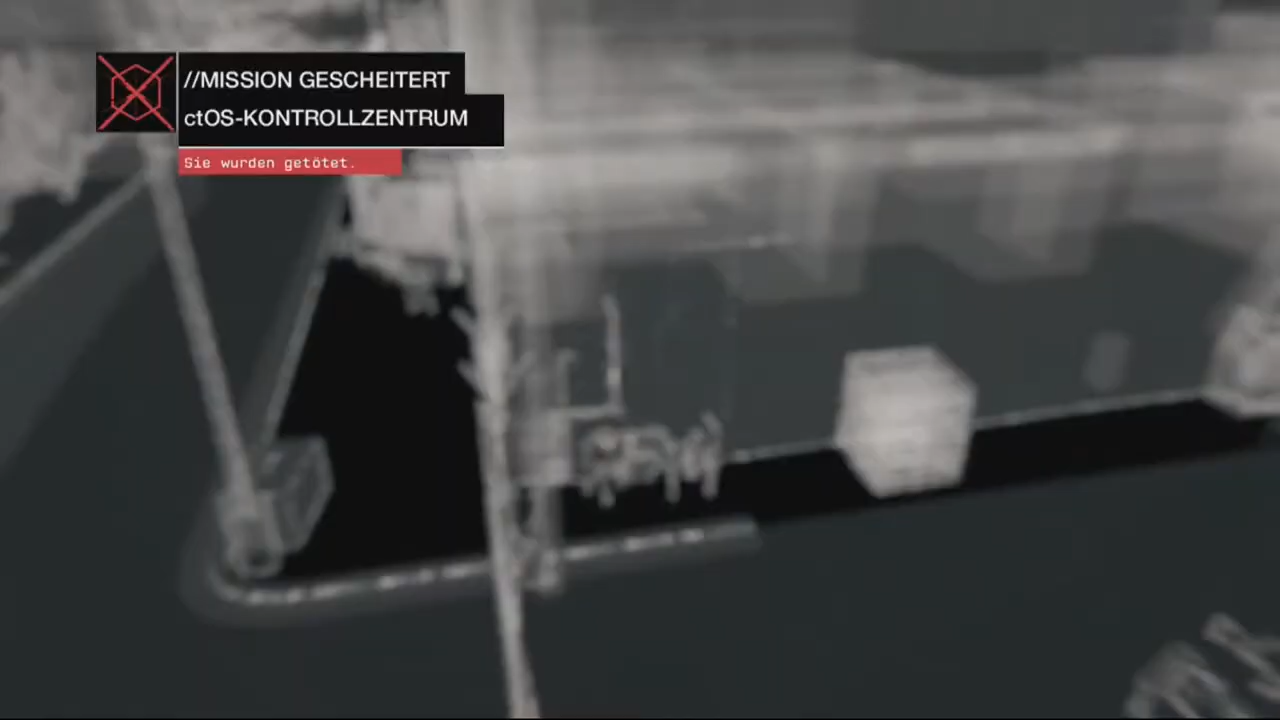 //MISSION GESCHEITERT
ctOS-KONTROLLZENTRUM
Sie wurden getötet.